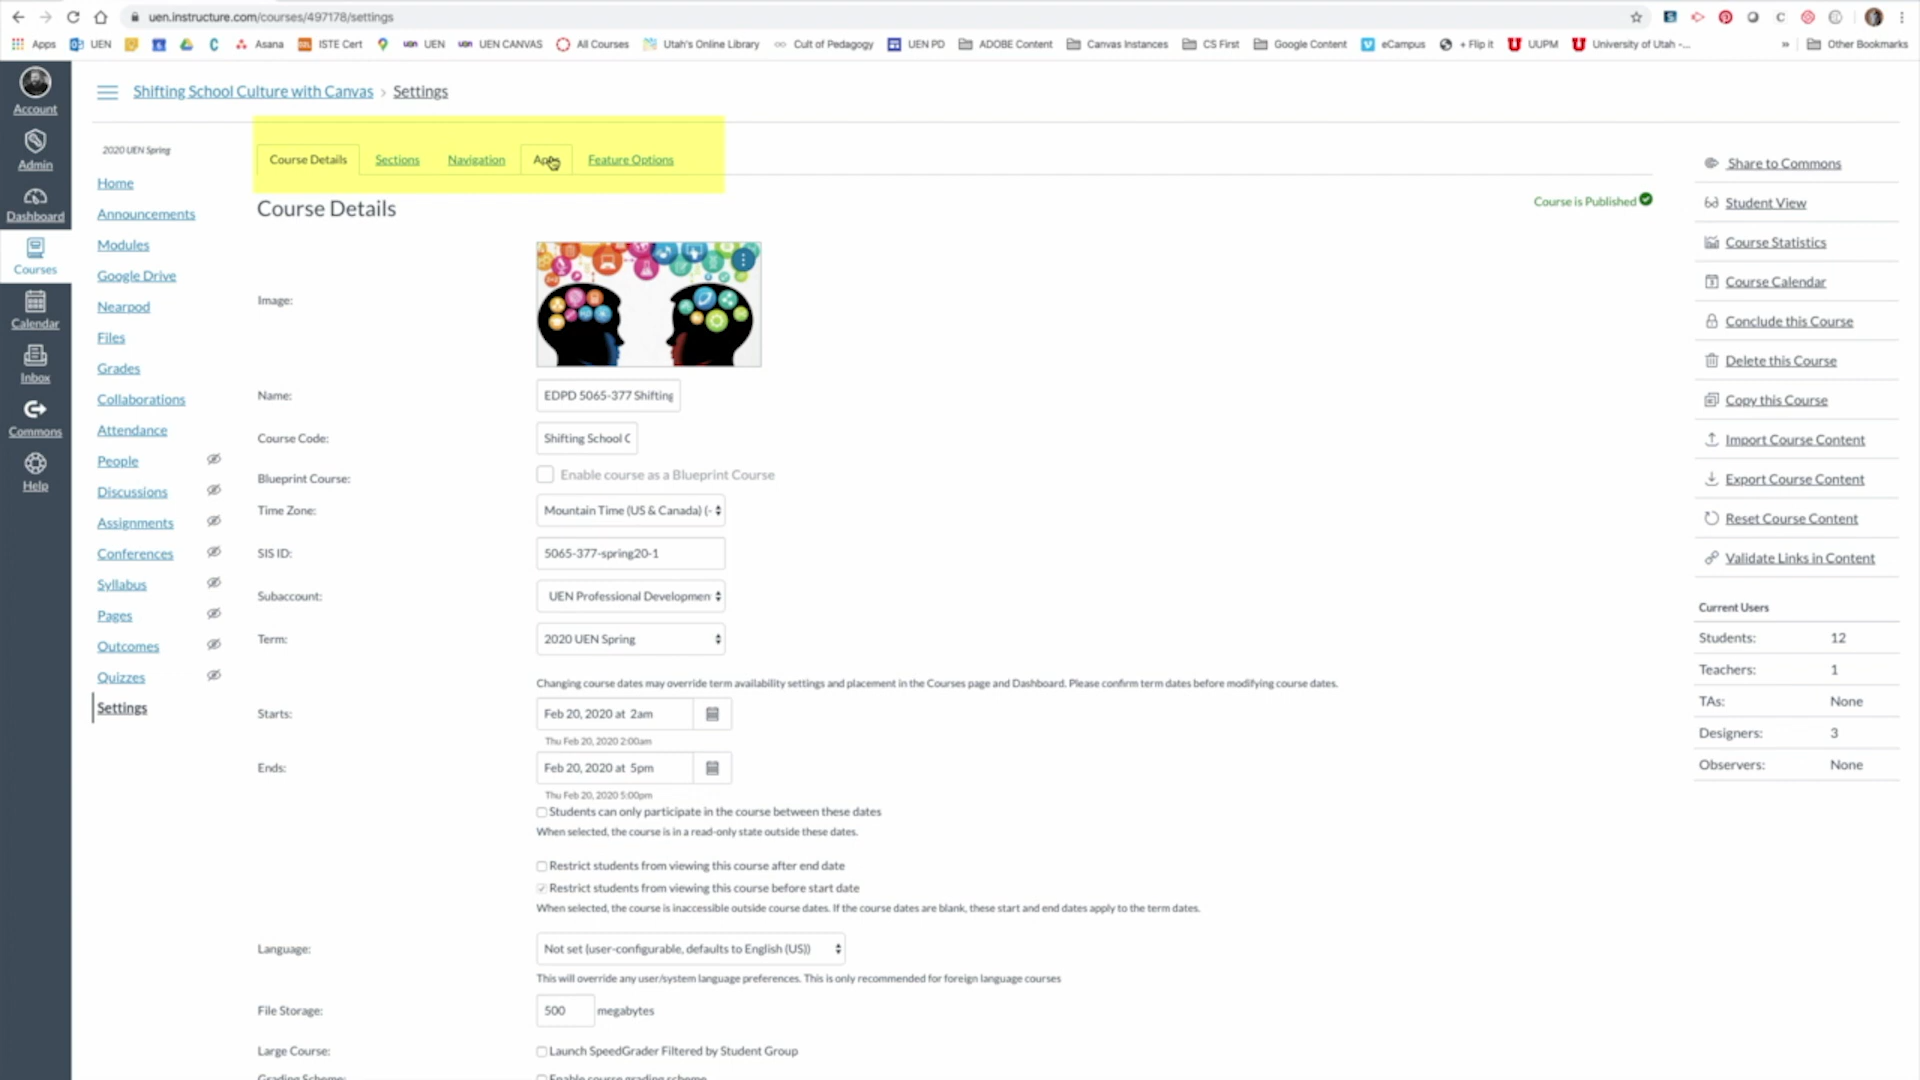 uen.instructure.com/courses/497178/settings
Apps UEN Asana ISTE Cert UEN UEN CANVAS All Courses Utah's Online Library Cult of Pedagogy UEN PD ADOBE Content Canvas Instances CS First Google Content eCampus + Flip it UUPM University of Utah -... » Other Bookmarks
Shifting School Culture with Canvas › Settings
Account
Admin
Dashboard
Courses
Calendar
Inbox
Commons
Help
2020 UEN Spring
Home
Announcements
Modules
Google Drive
Nearpod
Files
Grades
Collaborations
Attendance
People
Discussions
Assignments
Conferences
Syllabus
Pages
Outcomes
Quizzes
Settings
Course Details Sections Navigation Apps Feature Options
Course Details
Course is Published
Image:
Name: EDPD 5065-377 Shifting
Course Code: Shifting School C
Blueprint Course: Enable course as a Blueprint Course
Time Zone: Mountain Time (US & Canada) (-
SIS ID: 5065-377-spring20-1
Subaccount: UEN Professional Developmen
Term: 2020 UEN Spring
Changing course dates may override term availability settings and placement in the Courses page and Dashboard. Please confirm term dates before modifying course dates.
Starts: Feb 20, 2020 at 2am
Thu Feb 20, 2020 2:00am
Ends: Feb 20, 2020 at 5pm
Thu Feb 20, 2020 5:00pm
Students can only participate in the course between these dates
When selected, the course is in a read-only state outside these dates.
Restrict students from viewing this course after end date
Restrict students from viewing this course before start date
When selected, the course is inaccessible outside course dates. If the course dates are blank, these start and end dates apply to the term dates.
Language: Not set (user-configurable, defaults to English (US))
This will override any user/system language preferences. This is only recommended for foreign language courses
File Storage: 500 megabytes
Large Course: Launch SpeedGrader Filtered by Student Group
Grading Scheme: Enable course grading scheme
Share to Commons
Student View
Course Statistics
Course Calendar
Conclude this Course
Delete this Course
Copy this Course
Import Course Content
Export Course Content
Reset Course Content
Validate Links in Content
Current Users
Students: 12
Teachers: 1
TAs: None
Designers: 3
Observers: None